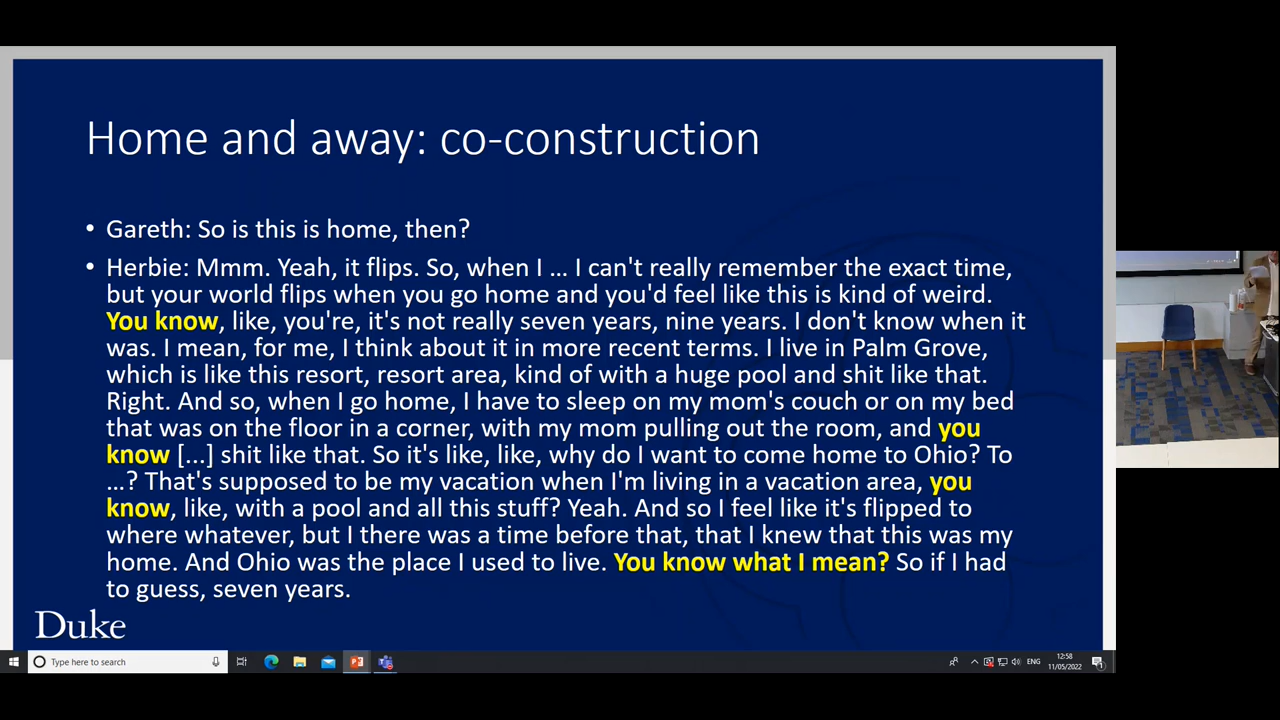 Home and away: co-construction
• Gareth: So is this is home, then?
• Herbie: Mmm. Yeah, it flips. So, when I … I can't really remember the exact time,
but your world flips when you go home and you'd feel like this is kind of weird.
You know, like, you're, it's not really seven years, nine years. I don't know when it
was. I mean, for me, I think about it in more recent terms. I live in Palm Grove,
which is like this resort, resort area, kind of with a huge pool and shit like that.
Right. And so, when I go home, I have to sleep on my mom's couch or on my bed
that was on the floor in a corner, with my mom pulling out the room, and you
know [...] shit like that. So it's like, like, why do I want to come home to Ohio? To
…? That's supposed to be my vacation when I'm living in a vacation area, you
know, like, with a pool and all this stuff? Yeah. And so I feel like it's flipped to
where whatever, but I there was a time before that, that I knew that this was my
home. And Ohio was the place I used to live. You know what I mean? So if I had
to guess, seven years.
Duke
Type here to search
ENG
12:58
11/05/2022